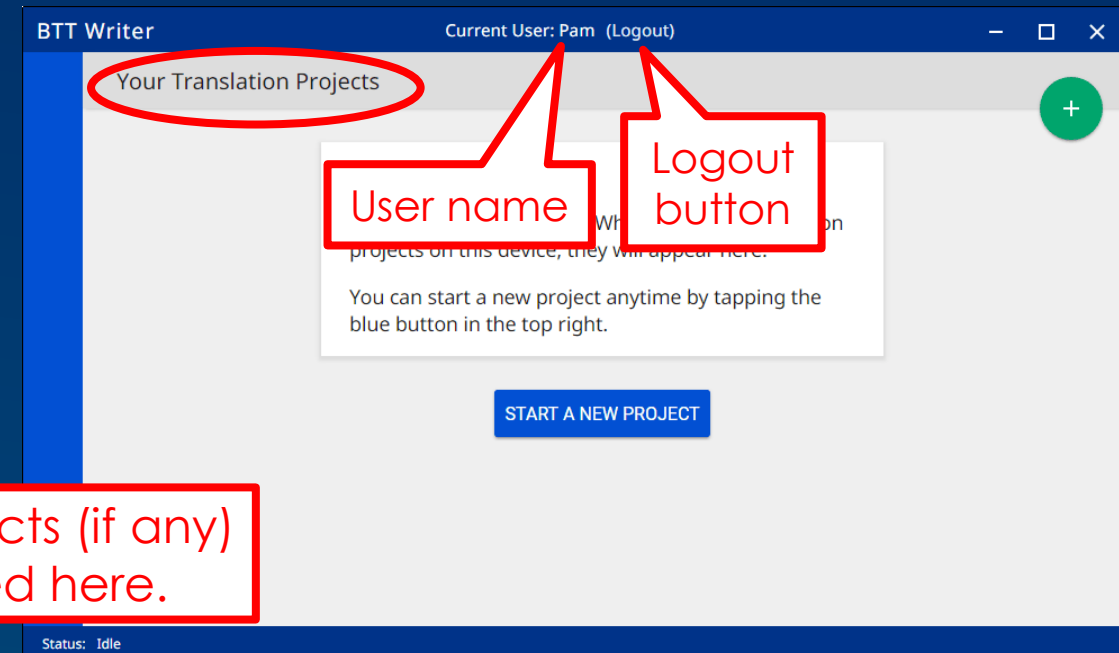 BTT Writer
Current User: Pam (Logout)
Your Translation Projects
+
User name
Logout
button
on
projects on this device, they will appear here.
You can start a new project anytime by tapping the
blue button in the top right.
START A NEW PROJECT
cts (if any)
ed here.
Status: Idle